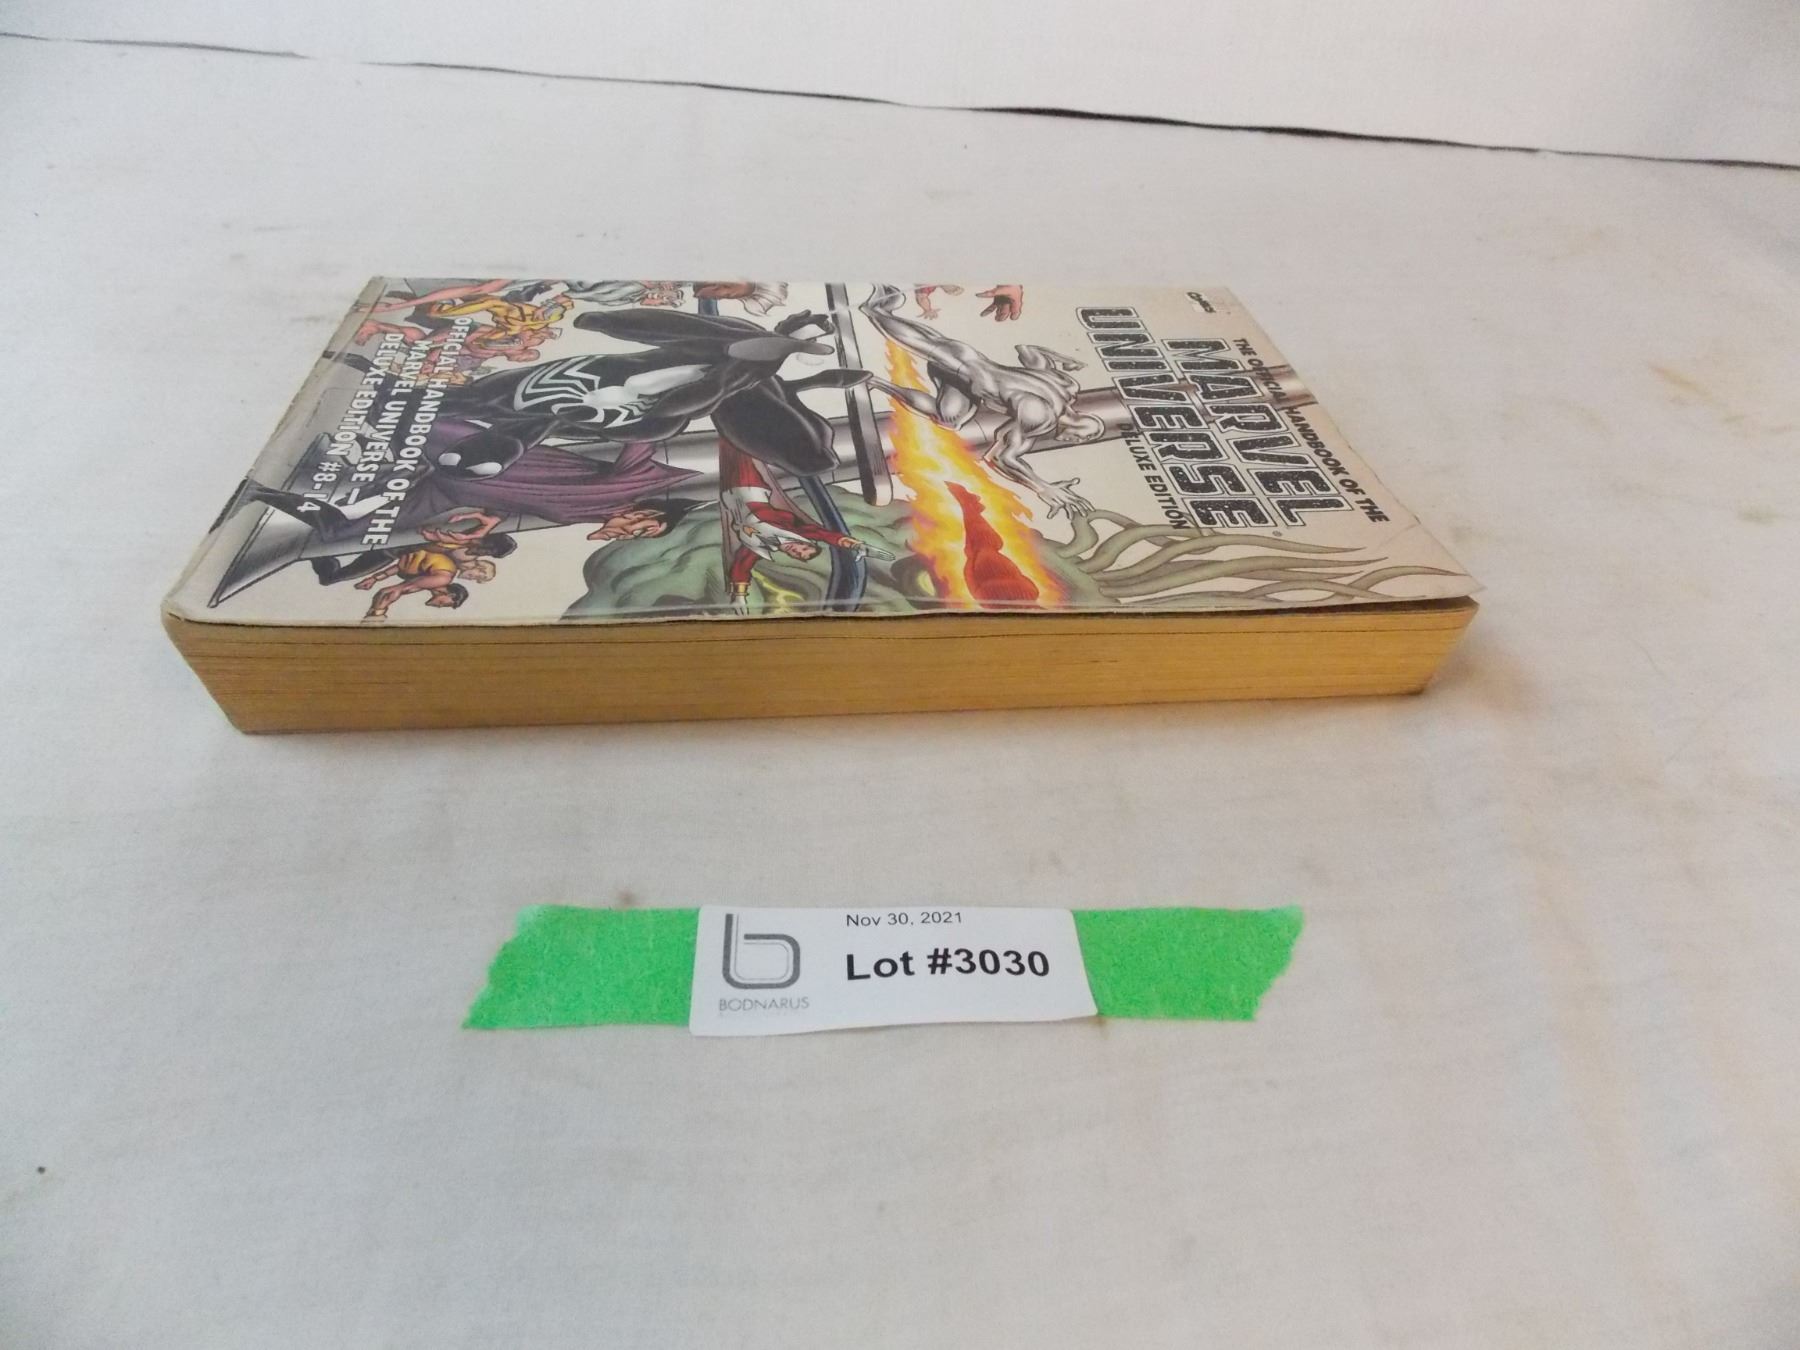 COMICS
THE OFFICIAL HANDBOOK OF THE
MARVEL
UNIVERSE
DELUXE EDITION
OFFICIAL HANDBOOK OF THE
MARVEL UNIVERSE —
DELUXE EDITION #8-14
Nov 30, 2021
Lot #3030
BODNARUS